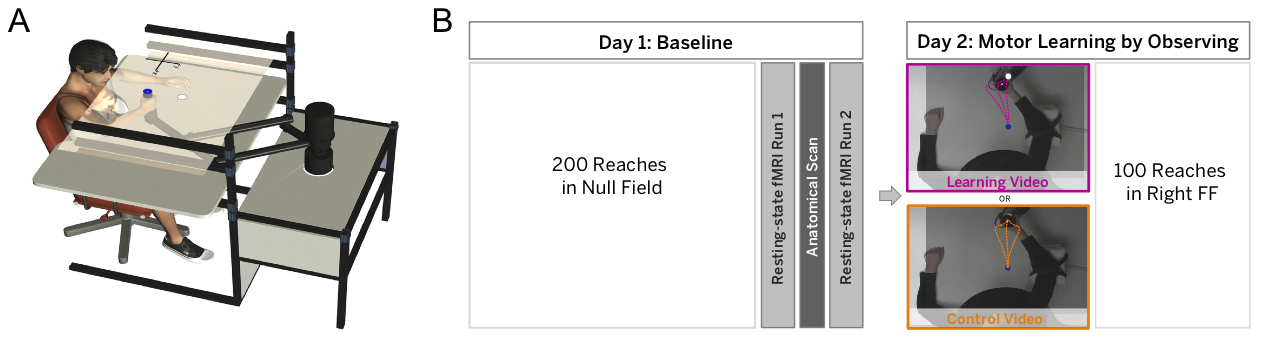 A
B
Day 1: Baseline
200 Reaches
in Null Field
Resting-state fMRI Run 1
Anatomical Scan
Resting-state fMRI Run 2
Day 2: Motor Learning by Observing
Learning Video
OR
Control Video
100 Reaches
in Right FF